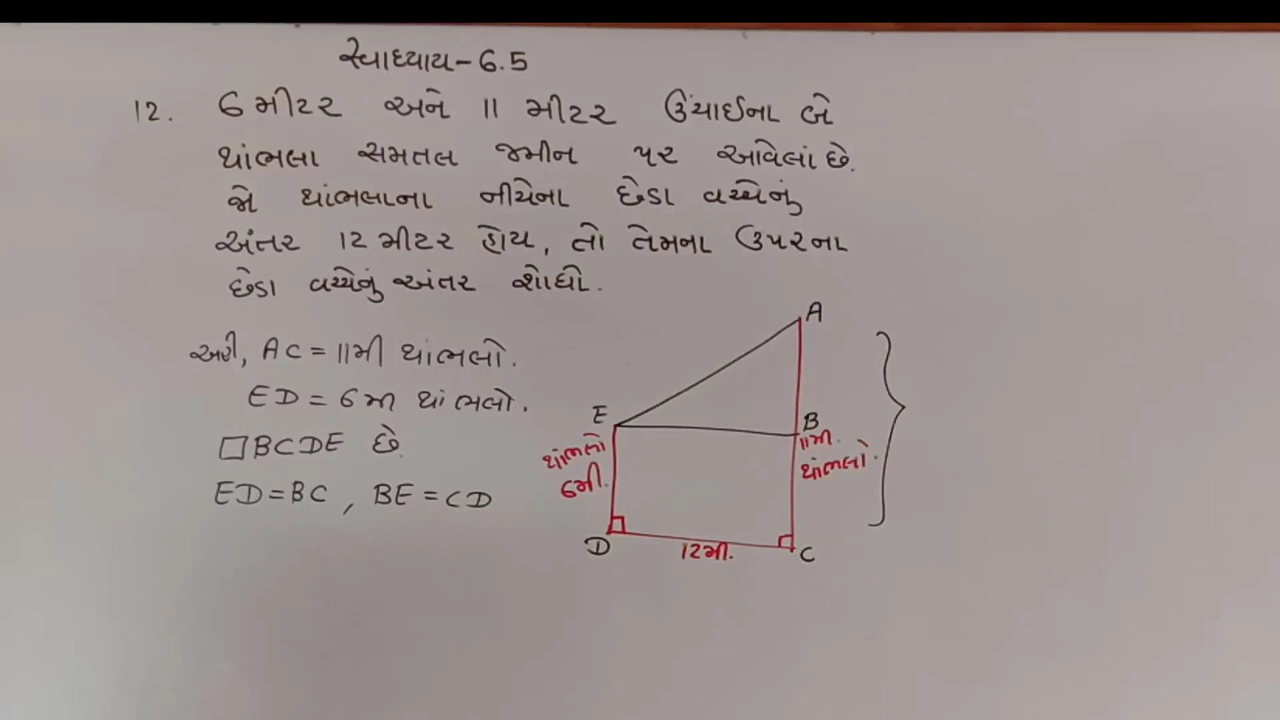 સ્વાધ્યાય - 6.5
12. 6 મીટર અને 11 મીટર ઉંચાઈના બે
થાંભલા સમતલ જમીન પર આવેલાં છે.
જો થાંભલાના નીચેના છેડા વચ્ચેનું
અંતર 12 મીટર હોય, તો તેમના ઉપરના
છેડા વચ્ચેનું અંતર શોધો.
અહી, AC = 11મી થાંભલો.
ED = 6મી થાંભલો.
□BCDE છે.
ED = BC , BE = CD
A
E
B
થાંભલો
6મી.
11મી.
થાંભલો.
D
12મી.
C